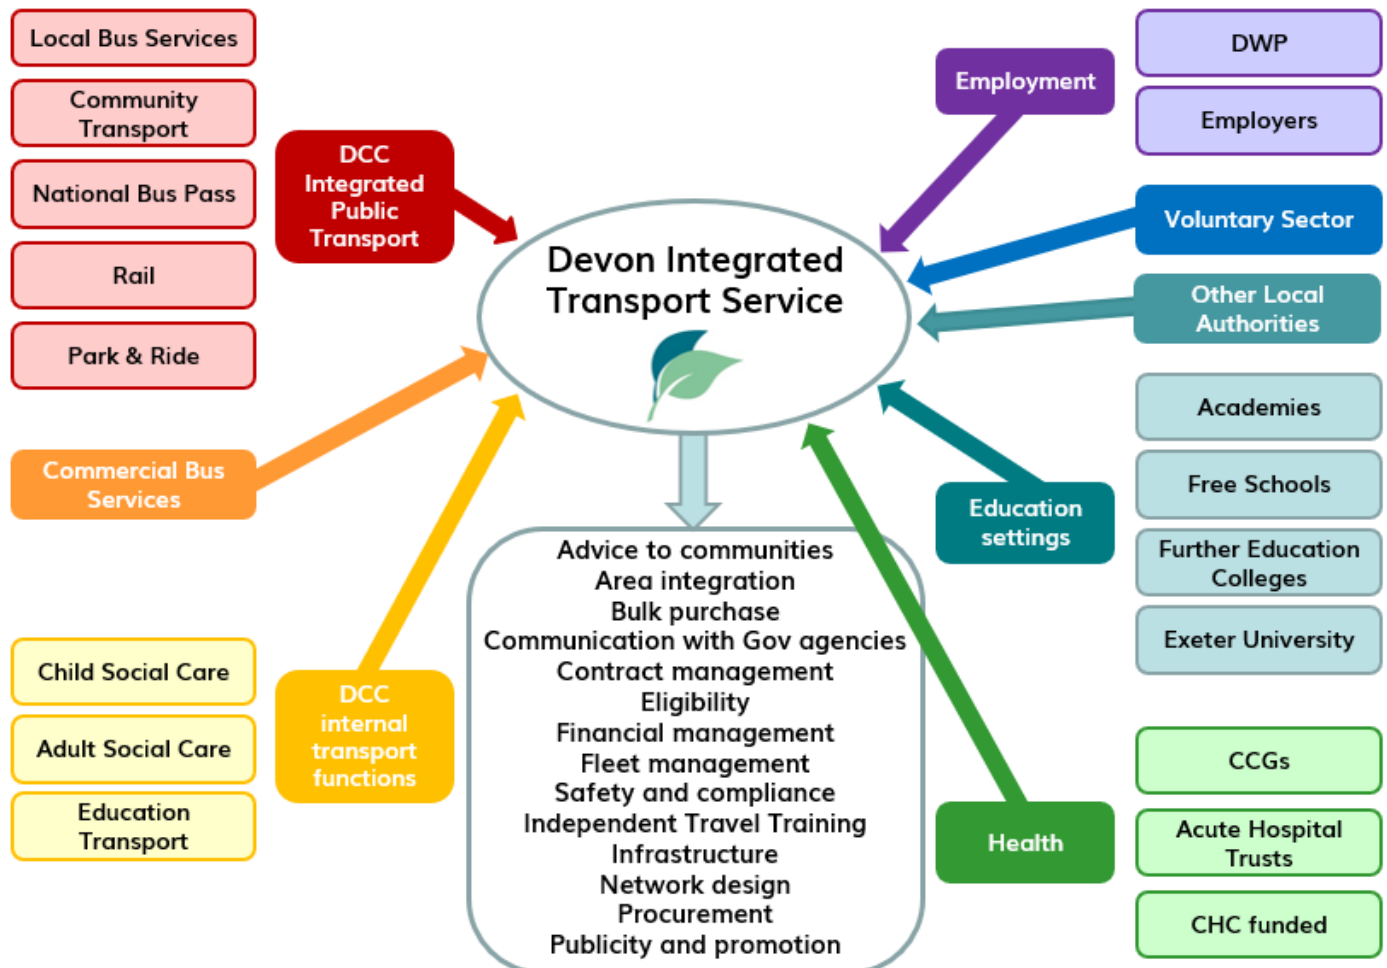 Local Bus Services
Community
Transport
National Bus Pass
Rail
Park & Ride
DCC
Integrated
Public
Transport
Commercial Bus
Services
Child Social Care
Adult Social Care
Education
Transport
DCC
internal
transport
functions
Devon Integrated
Transport Service
Advice to communities
Area integration
Bulk purchase
Communication with Gov agencies
Contract management
Eligibility
Financial management
Fleet management
Safety and compliance
Independent Travel Training
Infrastructure
Network design
Procurement
Publicity and promotion
Employment
DWP
Employers
Voluntary Sector
Other Local
Authorities
Education
settings
Academies
Free Schools
Further Education
Colleges
Exeter University
Health
CCGs
Acute Hospital
Trusts
CHC funded